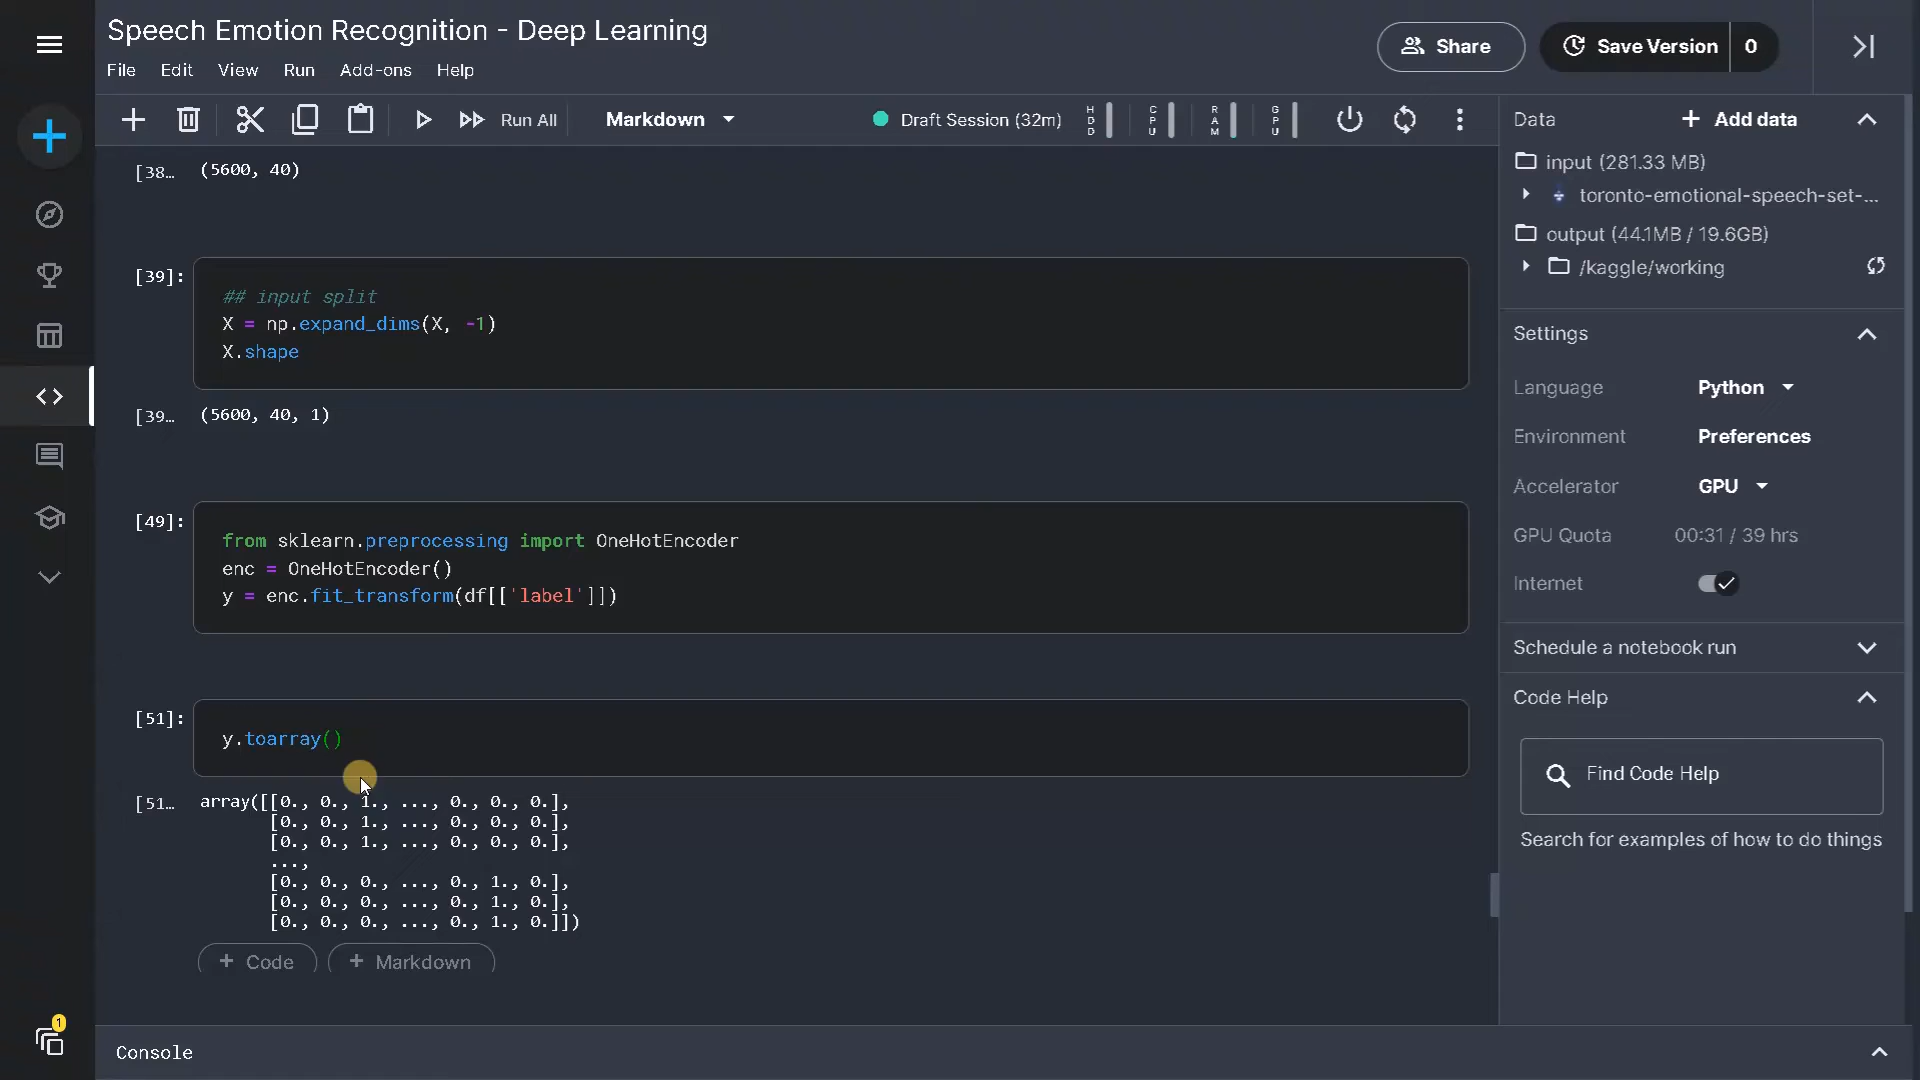 Speech Emotion Recognition - Deep Learning
File Edit View Run Add-ons Help
Share
Save Version 0
Run All
Markdown
Draft Session (32m)
HDD
CPU
RAM
GPU
[38... (5600, 40)
[39]:
## input split
X = np.expand_dims(X, -1)
X.shape
[39... (5600, 40, 1)
[49]:
from sklearn.preprocessing import OneHotEncoder
enc = OneHotEncoder()
y = enc.fit_transform(df[['label']])
[51]:
y.toarray()
[51... array([[0., 0., 1., ..., 0., 0., 0.],
[0., 0., 1., ..., 0., 0., 0.],
[0., 0., 1., ..., 0., 0., 0.],
...,
[0., 0., 0., ..., 0., 1., 0.],
[0., 0., 0., ..., 0., 1., 0.],
[0., 0., 0., ..., 0., 1., 0.]])
+ Code + Markdown
Console
1
Data
+ Add data
input (281.33 MB)
toronto-emotional-speech-set-...
output (44.1MB / 19.6GB)
/kaggle/working
Settings
Language Python
Environment Preferences
Accelerator GPU
GPU Quota 00:31 / 39 hrs
Internet
Schedule a notebook run
Code Help
Find Code Help
Search for examples of how to do things